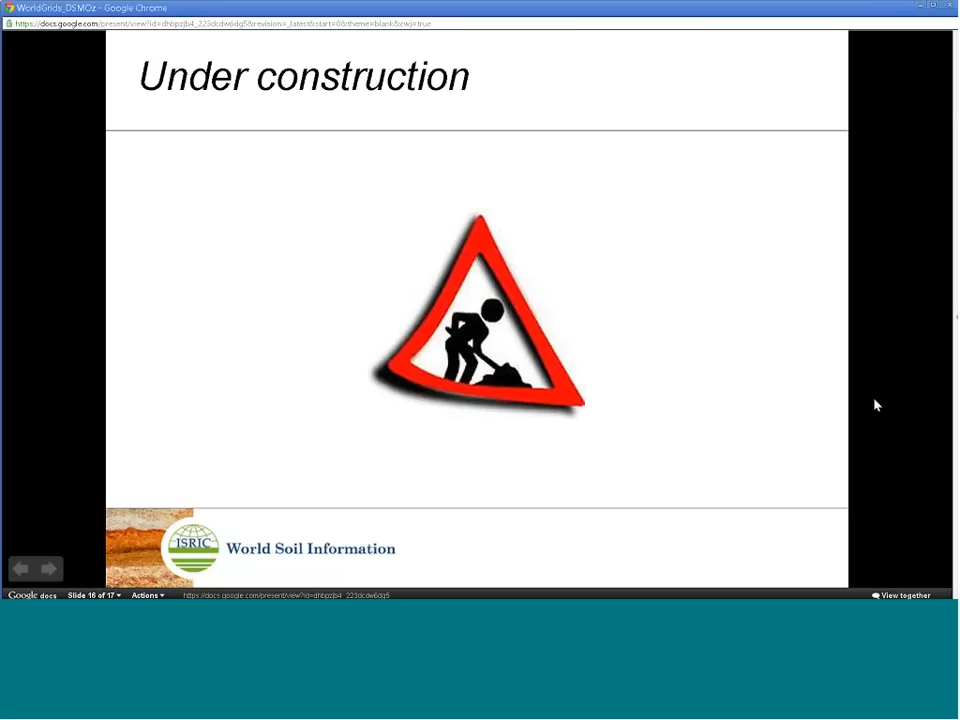 WorldGrids_DSMOz - Google Chrome
https://docs.google.com/present/view?id=dhbpzjb4_223dcdw6dg5&revision=_latest&start=0&theme=blank&cwj=true
Under construction
ISRIC
World Soil Information
Google docs Slide 16 of 17 Actions https://docs.google.com/present/view?id=dhbpzjb4_223dcdw6dg5 View together